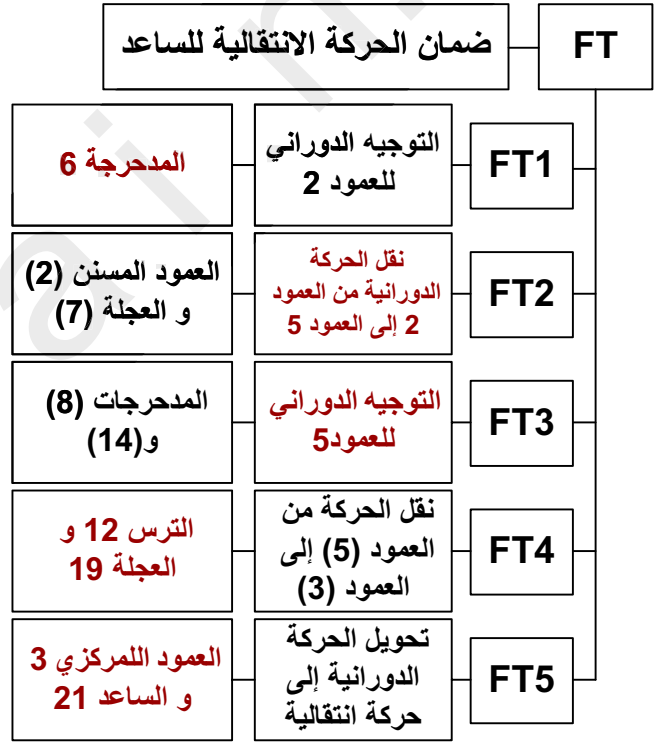 FT
ضمان الحركة الانتقالية للساعد
FT1
التوجيه الدوراني
للعمود 2
المدحرجة 6
FT2
نقل الحركة
الدورانية من العمود
2 إلى العمود 5
العمود المسنن (2)
و العجلة (7)
FT3
التوجيه الدوراني
للعمود5
المدحرجات (8)
و(14)
FT4
نقل الحركة من
العمود (5) إلى
العمود (3)
الترس 12 و
العجلة 19
FT5
تحويل الحركة
الدورانية إلى
حركة انتقالية
العمود اللمركزي 3
و الساعد 21